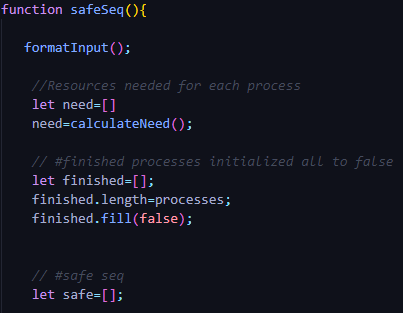 function safeSeq(){
formatInput();
//Resources needed for each process
let need=[]
need=calculateNeed();
// #finished processes initialized all to false
let finished=[];
finished.length=processes;
finished.fill(false);
// #safe seq
let safe=[];